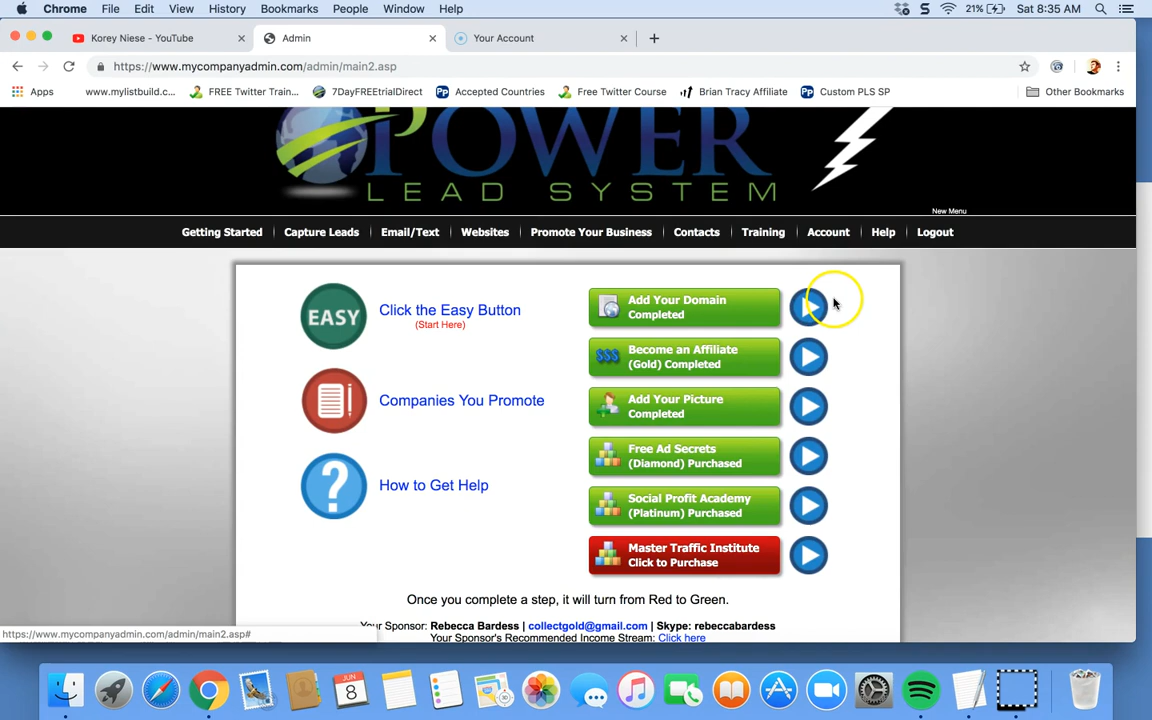 Chrome File Edit View History Bookmarks People Window Help 21% Sat 8:35 AM
Korey Niese - YouTube Admin Your Account
https://www.mycompanyadmin.com/admin/main2.asp
Apps www.mylistbuild.c... FREE Twitter Train... 7DayFREEtrialDirect Accepted Countries Free Twitter Course Brian Tracy Affiliate Custom PLS SP Other Bookmarks
POWER
LEAD SYSTEM
New Menu
Getting Started Capture Leads Email/Text Websites Promote Your Business Contacts Training Account Help Logout
EASY
Click the Easy Button
(Start Here)
Companies You Promote
How to Get Help
Add Your Domain
Completed
Become an Affiliate
(Gold) Completed
Add Your Picture
Completed
Free Ad Secrets
(Diamond) Purchased
Social Profit Academy
(Platinum) Purchased
Master Traffic Institute
Click to Purchase
Once you complete a step, it will turn from Red to Green.
Your Sponsor: Rebecca Bardess | collectgold@gmail.com | Skype: rebeccabardess
Your Sponsor's Recommended Income Stream: Click here
https://www.mycompanyadmin.com/admin/main2.asp#
JUN
8